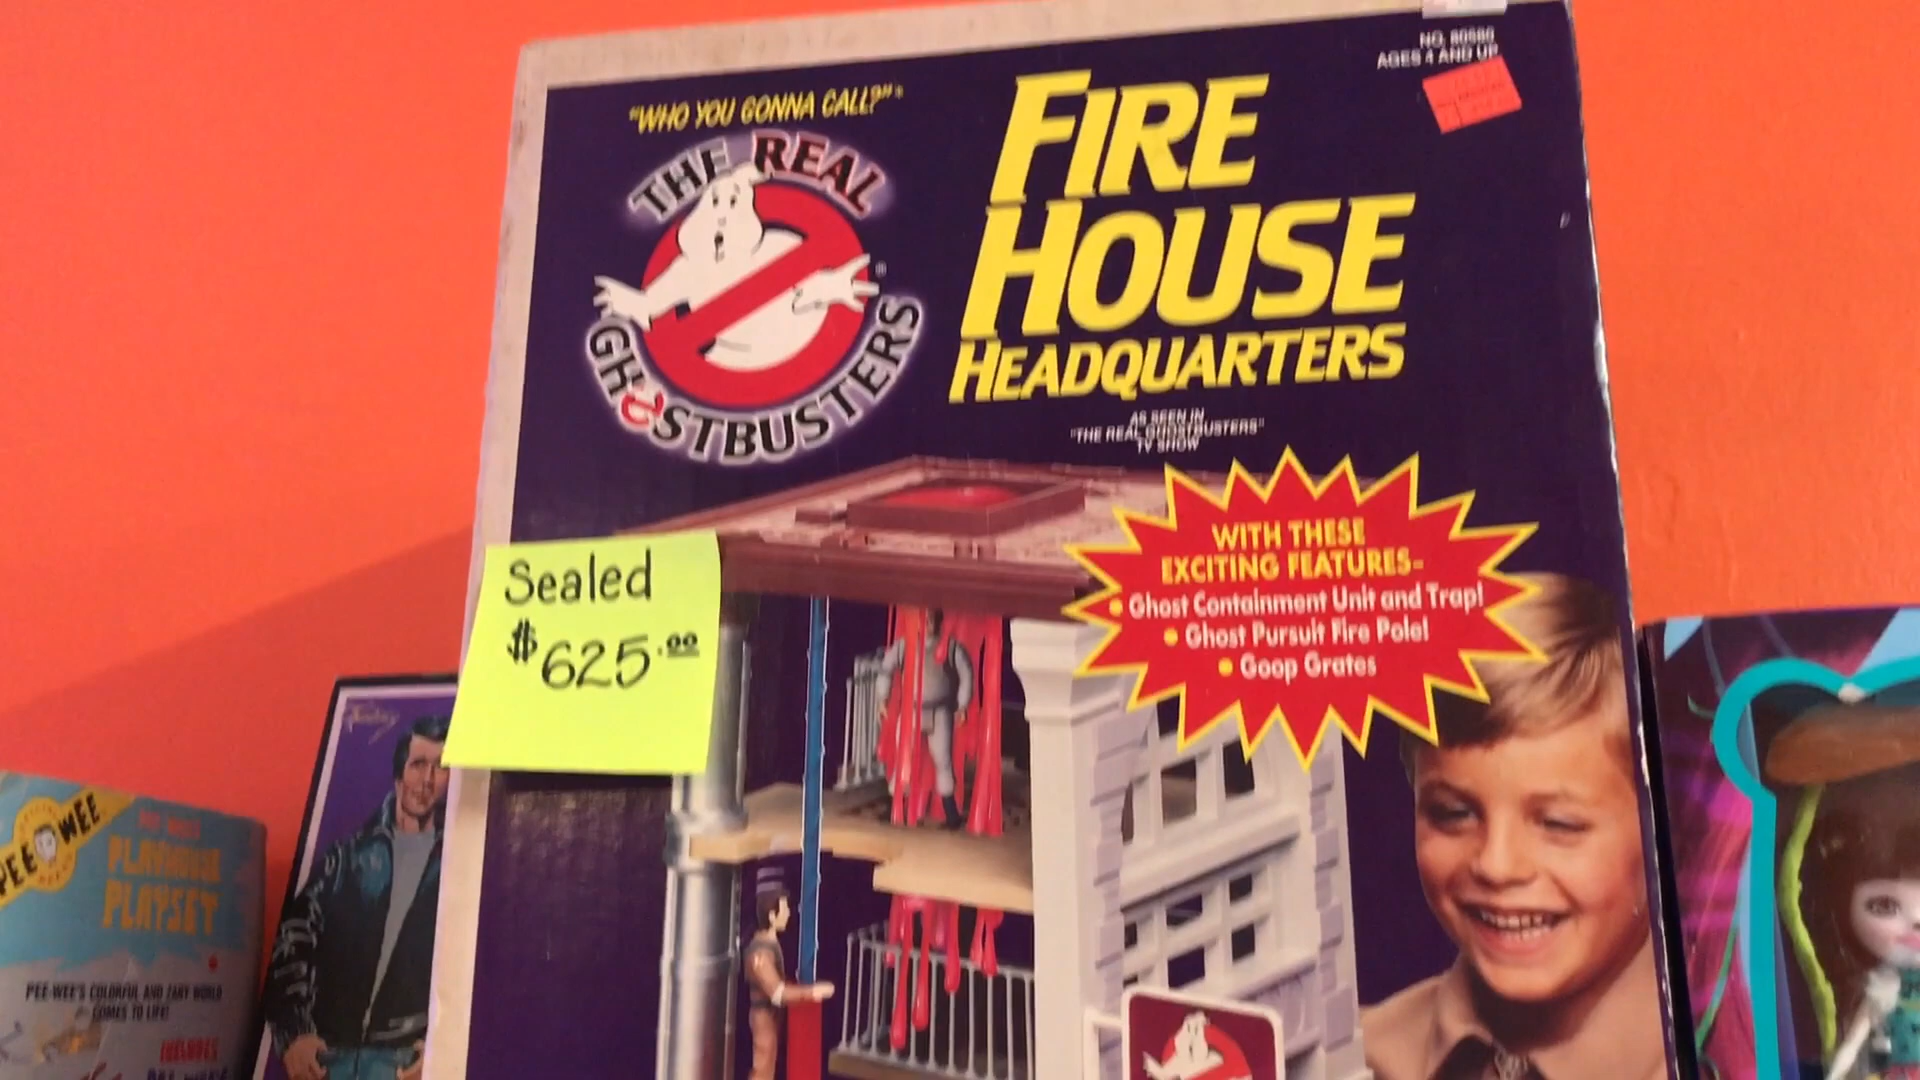 NO. 80580
AGES 4 AND UP
"WHO YOU GONNA CALL?"
THE REAL
GHOSTBUSTERS
FIRE
HOUSE
HEADQUARTERS
AS SEEN IN
"THE REAL GHOSTBUSTERS"
TV SHOW
WITH THESE
EXCITING FEATURES-
• Ghost Containment Unit and Trap!
• Ghost Pursuit Fire Pole!
• Goop Grates
Sealed
$625.00
PEE WEE
PLAYHOUSE
PLAYSET
PEE-WEE'S COLORFUL AND ZANY WORLD
COMES TO LIFE!
INCLUDES